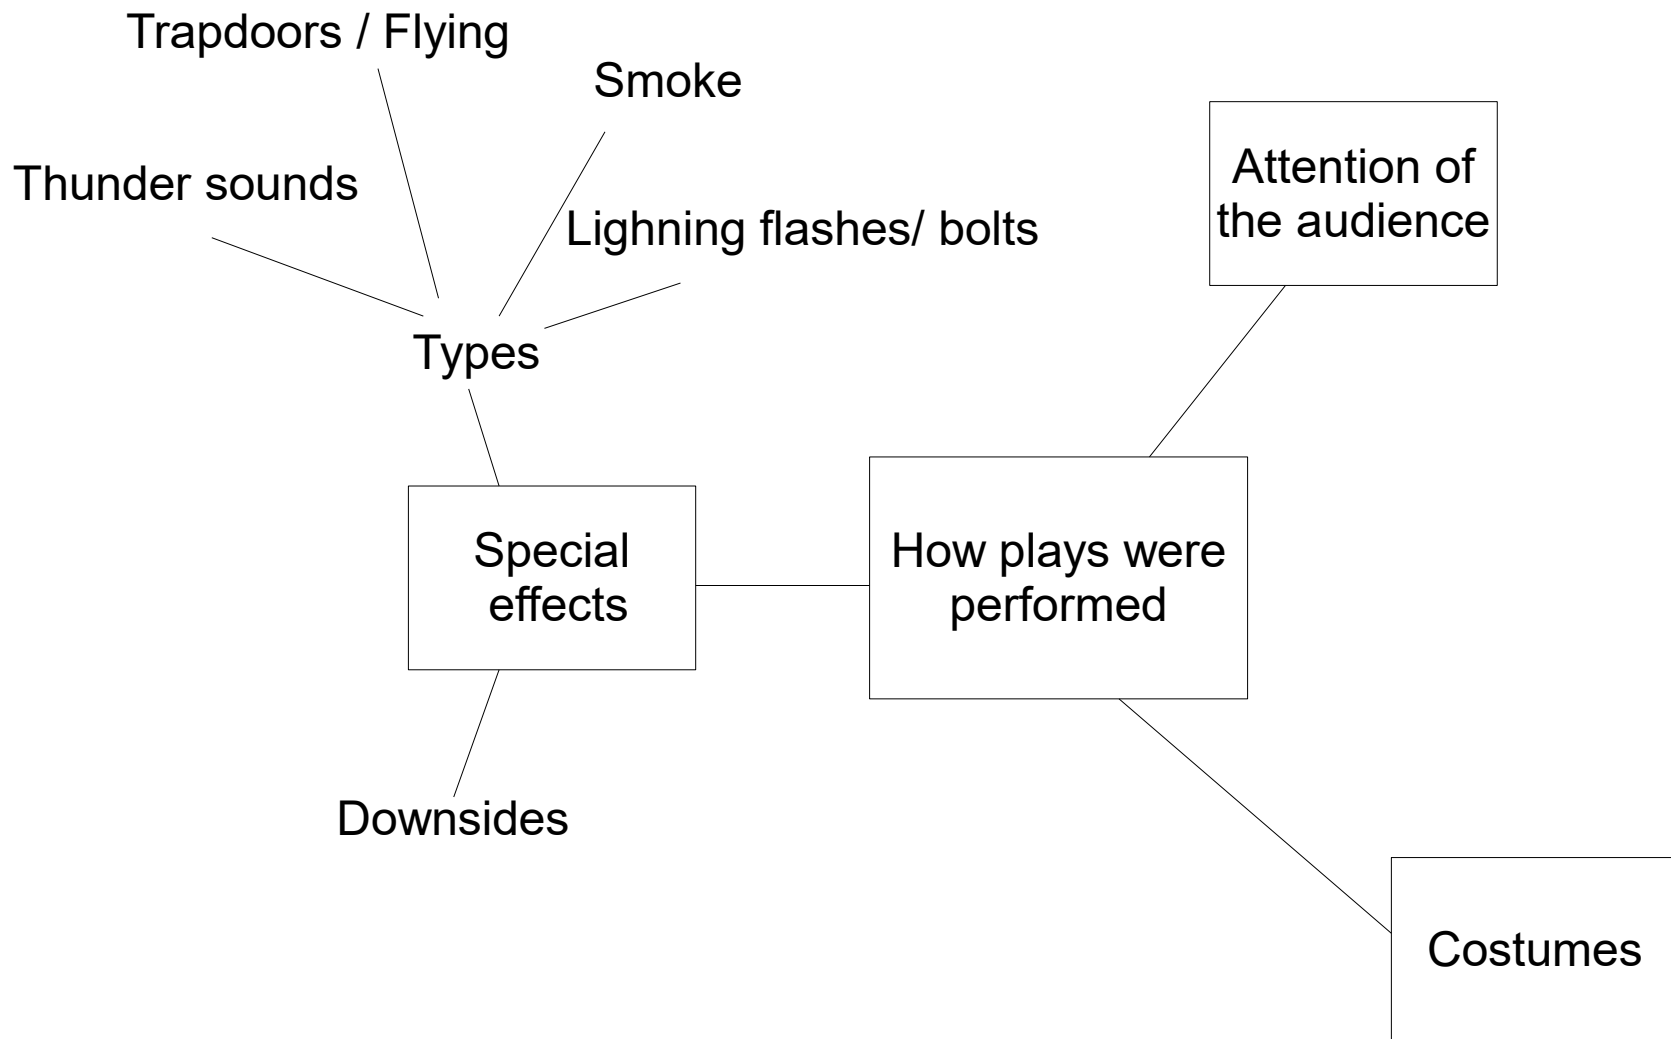 Trapdoors / Flying
Smoke
Thunder sounds
Lighning flashes/ bolts
Types
Attention of
the audience
Special
effects
How plays were
performed
Downsides
Costumes